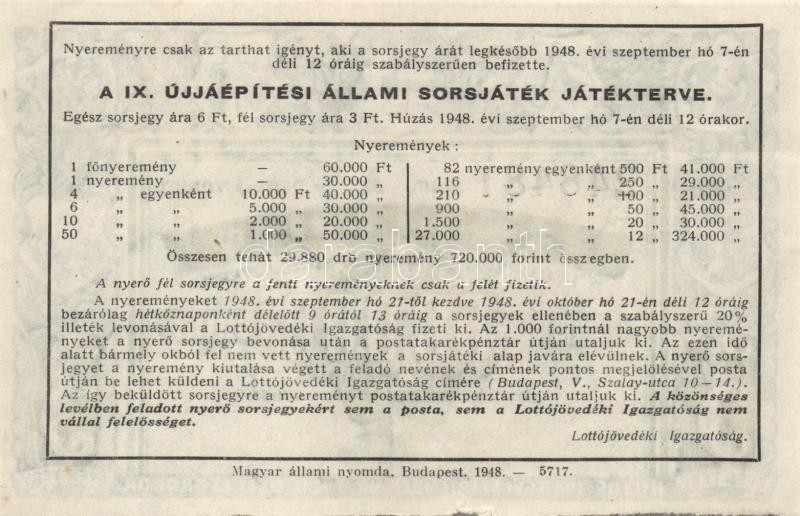 Nyereményre csak az tarthat igényt, aki a sorsjegy árát legkésőbb 1948. évi szeptember hó 7-én
déli 12 óráig szabályszerűen befizette.
A IX. ÚJJÁÉPÍTÉSI ÁLLAMI SORSJÁTÉK JÁTÉKTERVE.
Egész sorsjegy ára 6 Ft, fél sorsjegy ára 3 Ft. Húzás 1948. évi szeptember hó 7-én déli 12 órakor.
Nyeremények :
1 főnyeremény — 60.000 Ft 82 nyeremény egyenként 500 Ft 41.000 Ft
1 nyeremény — 30.000 „ 116 „ 250 „ 29.000 „
4 „ egyenként 10.000 Ft 40.000 „ 210 „ 100 „ 21.000 „
6 „ „ 5.000 „ 30.000 „ 900 „ 50 „ 45.000 „
10 „ „ 2.000 „ 20.000 „ 1.500 „ 20 „ 30.000 „
50 „ „ 1.000 „ 50.000 „ 27.000 „ 12 „ 324.000 „
Összesen tehát 29.880 drb nyeremény 720.000 forint összegben.
A nyerő fél sorsjegyre a fenti nyereményeknek csak a felét fizetik.
A nyereményeket 1948. évi szeptember hó 21-től kezdve 1948. évi október hó 21-én déli 12 óráig
bezárólag hétköznaponként délelőtt 9 órától 13 óráig a sorsjegyek ellenében a szabályszerű 20%
illeték levonásával a Lottójövedéki Igazgatóság fizeti ki. Az 1.000 forintnál nagyobb nyeremé-
nyeket a nyerő sorsjegy bevonása után a postatakarékpénztár útján utaljuk ki. Az ezen idő
alatt bármely okból fel nem vett nyeremények a sorsjátéki alap javára elévülnek. A nyerő sors-
jegyet a nyeremény kiutalása végett a feladó nevének és címének pontos megjelölésével posta
útján be lehet küldeni a Lottójövedéki Igazgatóság címére (Budapest, V., Szalay-utca 10—14.).
Az így beküldött sorsjegyre a nyereményt postatakarékpénztár útján utaljuk ki. A közönséges
levélben feladott nyerő sorsjegyekért sem a posta, sem a Lottójövedéki Igazgatóság nem
vállal felelősséget.
Lottójövedéki Igazgatóság.
Magyar állami nyomda, Budapest. 1948. — 5717.
darabanth